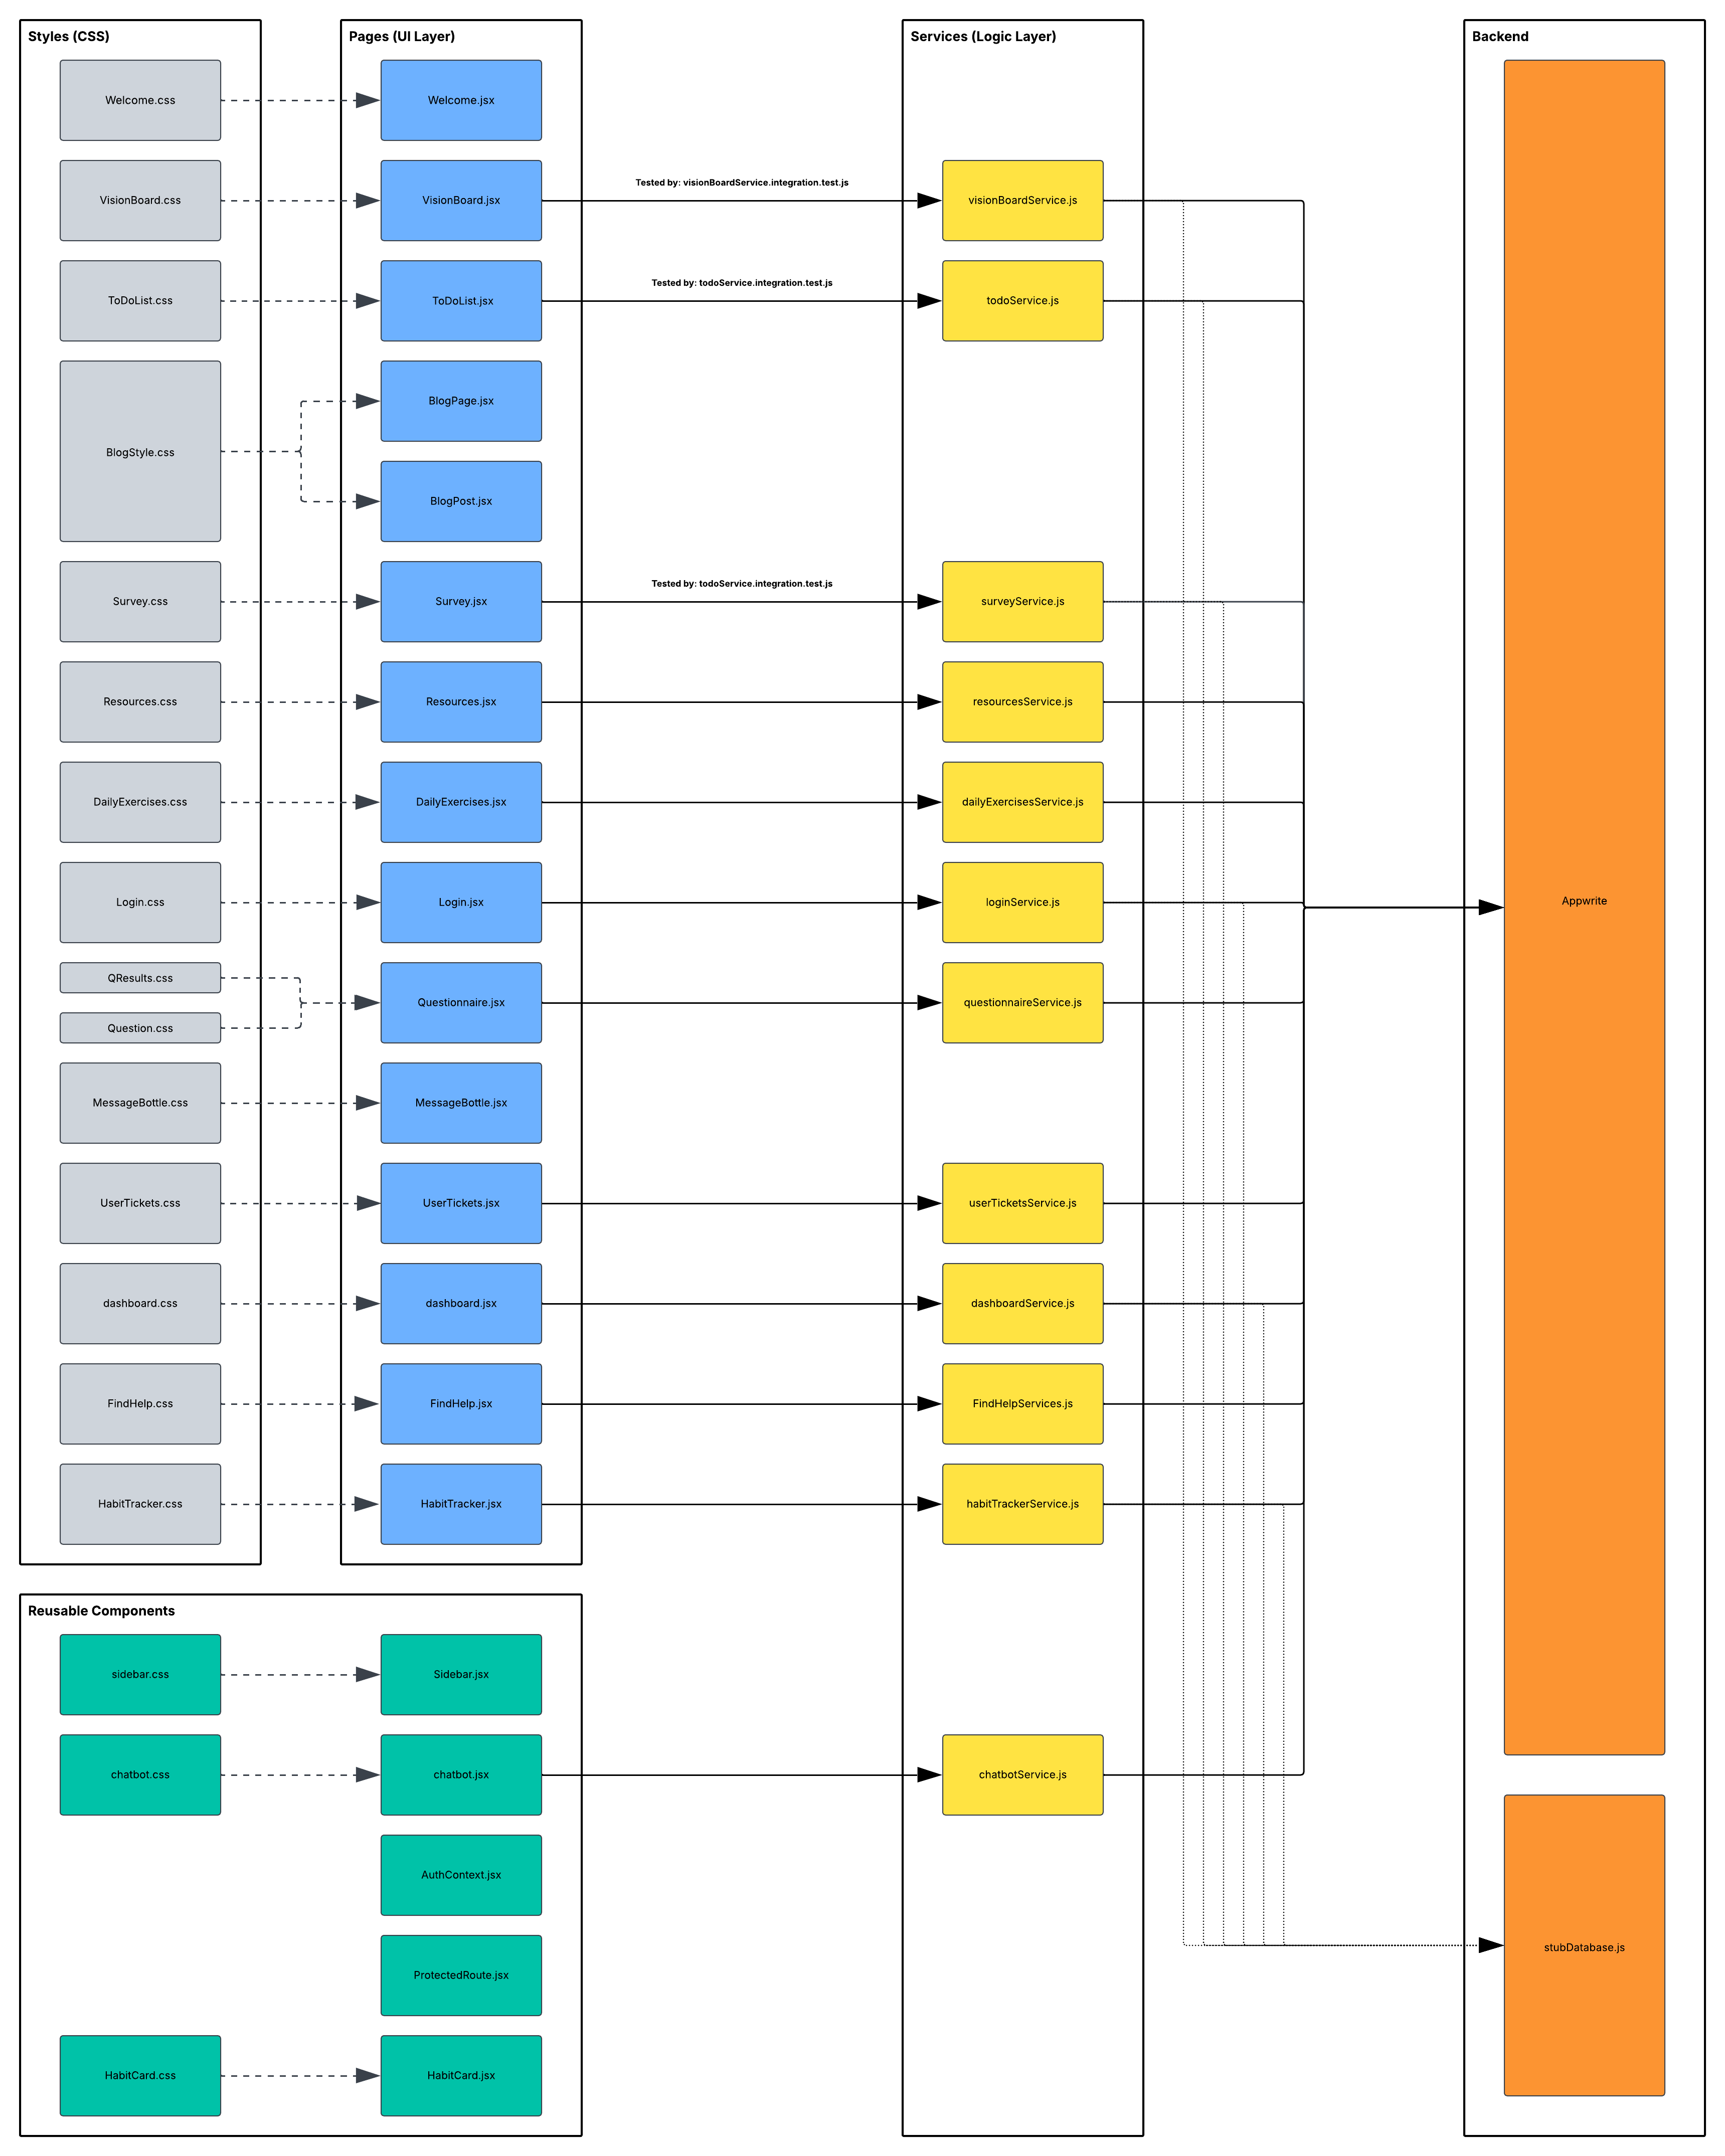 Styles (CSS)
Pages (UI Layer)
Services (Logic Layer)
Backend
Welcome.css
Welcome.jsx
VisionBoard.css
VisionBoard.jsx
Tested by: visionBoardService.integration.test.js
visionBoardService.js
ToDoList.css
ToDoList.jsx
Tested by: todoService.integration.test.js
todoService.js
BlogStyle.css
BlogPage.jsx
BlogPost.jsx
Survey.css
Survey.jsx
Tested by: todoService.integration.test.js
surveyService.js
Resources.css
Resources.jsx
resourcesService.js
DailyExercises.css
DailyExercises.jsx
dailyExercisesService.js
Login.css
Login.jsx
loginService.js
Appwrite
QResults.css
Question.css
Questionnaire.jsx
questionnaireService.js
MessageBottle.css
MessageBottle.jsx
UserTickets.css
UserTickets.jsx
userTicketsService.js
dashboard.css
dashboard.jsx
dashboardService.js
FindHelp.css
FindHelp.jsx
FindHelpServices.js
HabitTracker.css
HabitTracker.jsx
habitTrackerService.js
Reusable Components
sidebar.css
Sidebar.jsx
chatbot.css
chatbot.jsx
chatbotService.js
AuthContext.jsx
ProtectedRoute.jsx
stubDatabase.js
HabitCard.css
HabitCard.jsx